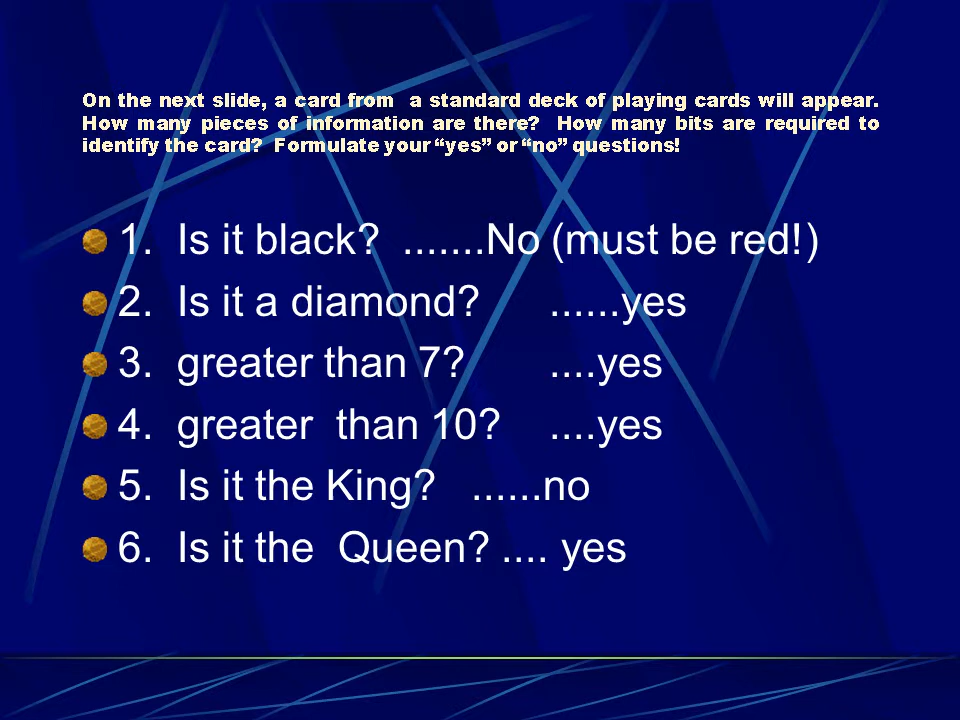 On the next slide, a card from a standard deck of playing cards will appear.
How many pieces of information are there? How many bits are required to
identify the card? Formulate your “yes” or “no” questions!
1. Is it black? .......No (must be red!)
2. Is it a diamond? ......yes
3. greater than 7? ....yes
4. greater than 10? ....yes
5. Is it the King? ......no
6. Is it the Queen? .... yes